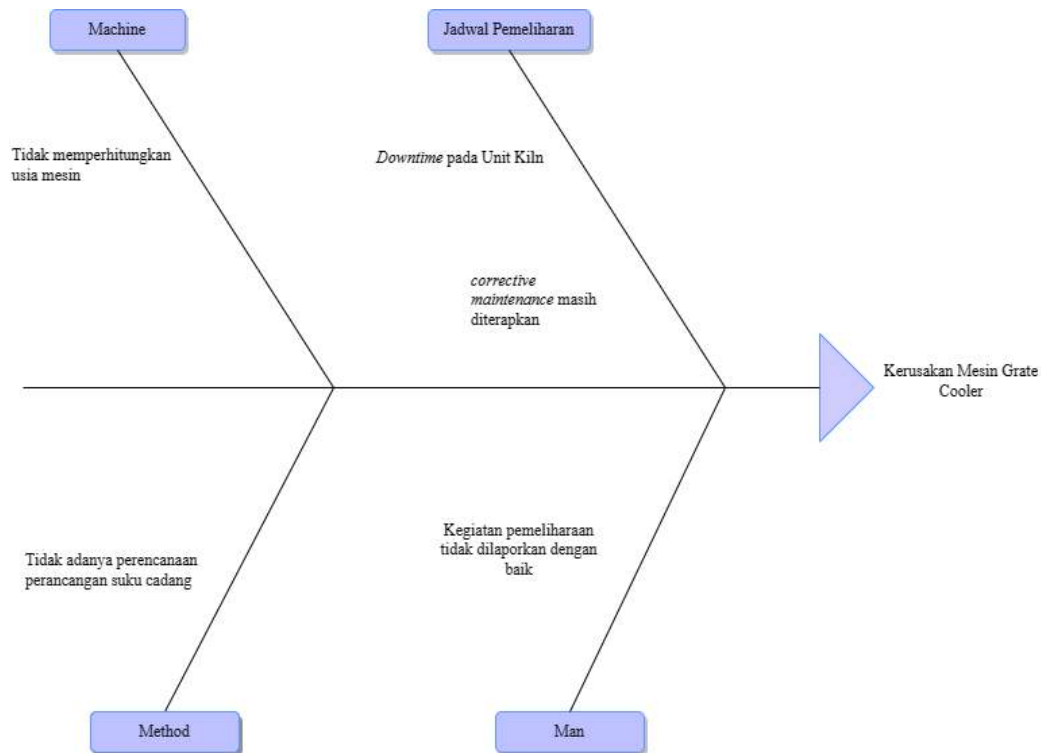 Machine
Jadwal Pemeliharan
Tidak memperhitungkan
usia mesin
Downtime pada Unit Kiln
corrective
maintenance masih
diterapkan
Kerusakan Mesin Grate
Cooler
Tidak adanya perencanaan
perancangan suku cadang
Kegiatan pemeliharaan
tidak dilaporkan dengan
baik
Method
Man